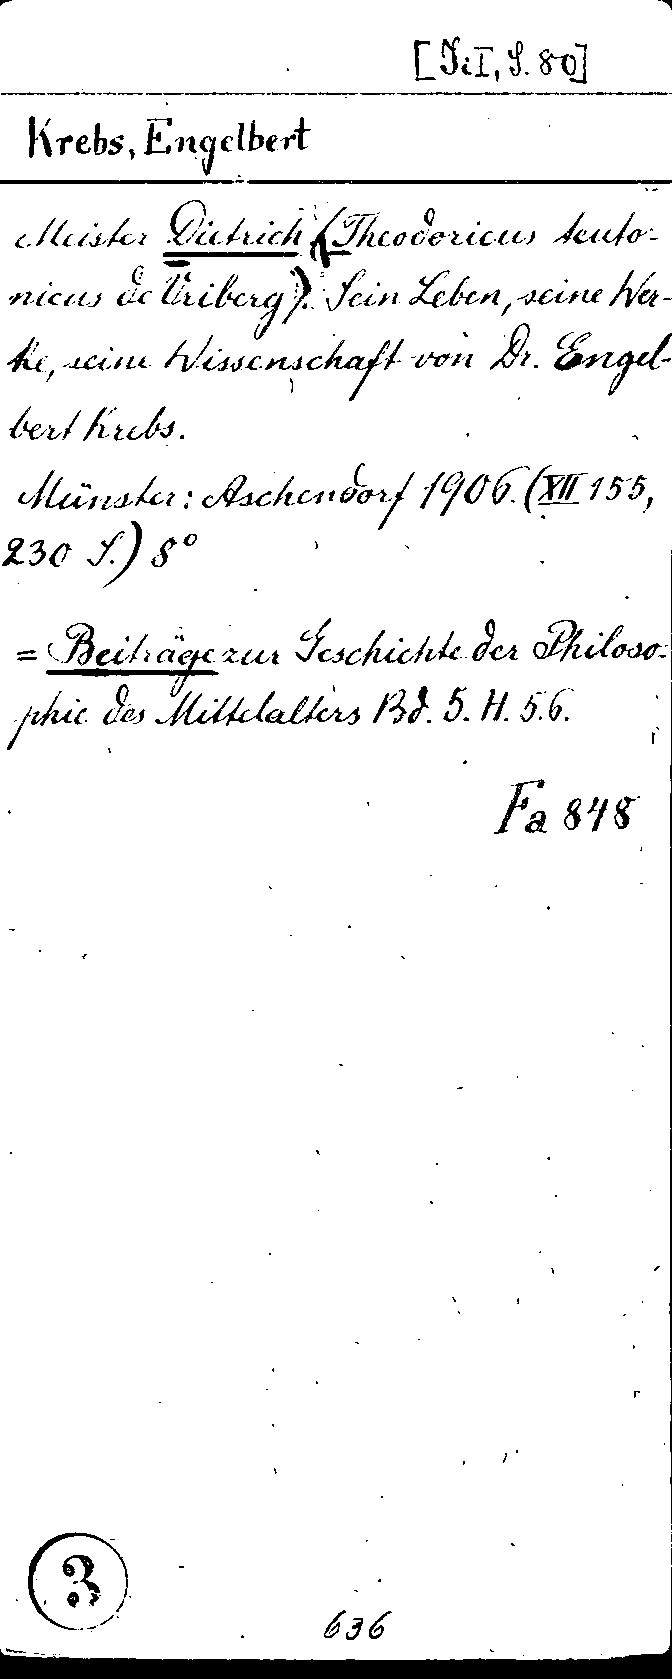 [J.I, S. 80]
Krebs, Engelbert
Meister Dietrich (Theodoricus teuto-
nicus de Vriberg). Sein Leben, seine Wer-
ke, seine Wissenschaft von Dr. Engel-
bert Krebs.
Münster: Aschendorf 1906. (XII 155,
230 S.) 8°
= Beiträge zur Geschichte der Philoso-
phie des Mittelalters Bd. 5. H. 5.6.
Fa 848
3
636